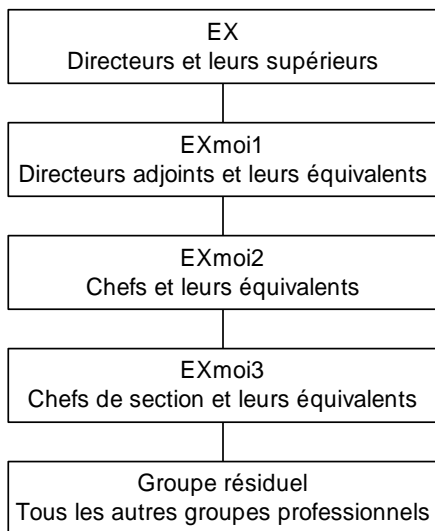 EX
Directeurs et leurs supérieurs
EXmoi1
Directeurs adjoints et leurs équivalents
EXmoi2
Chefs et leurs équivalents
EXmoi3
Chefs de section et leurs équivalents
Groupe résiduel
Tous les autres groupes professionnels